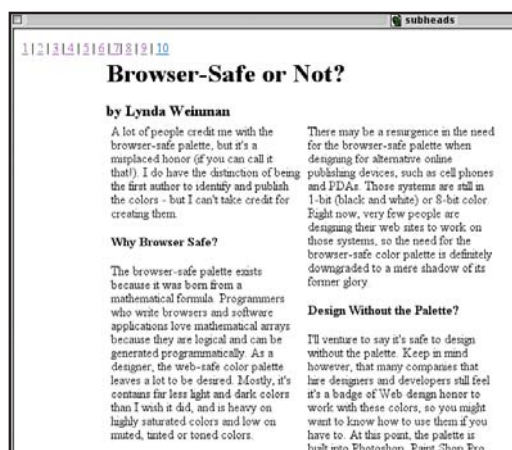 subheads
1|2|3|4|5|6|7|8|9|10
Browser-Safe or Not?
by Lynda Weinman
A lot of people credit me with the
browser-safe palette, but it's a
misplaced honor (if you can call it
that!). I do have the distinction of being
the first author to identify and publish
the colors - but I can't take credit for
creating them.
Why Browser Safe?
The browser-safe palette exists
because it was born from a
mathematical formula. Programmers
who write browsers and software
applications love mathematical arrays
because they are logical and can be
generated programmatically. As a
designer, the web-safe color palette
leaves a lot to be desired. Mostly, it's
contains far less light and dark colors
than I wish it did, and is heavy on
highly saturated colors and low on
muted, tinted or toned colors.
There may be a resurgence in the need
for the browser-safe palette when
designing for alternative online
publishing devices, such as cell phones
and PDAs. Those systems are still in
1-bit (black and white) or 8-bit color.
Right now, very few people are
designing their web sites to work on
those systems, so the need for the
browser-safe color palette is definitely
downgraded to a mere shadow of its
former glory.
Design Without the Palette?
I'll venture to say it's safe to design
without the palette. Keep in mind
however, that many companies that
hire designers and developers still feel
it's a badge of Web design honor to
work with these colors, so you might
want to know how to use them if you
have to. At this point, the palette is
built into Photoshop, Paint Shop Pro